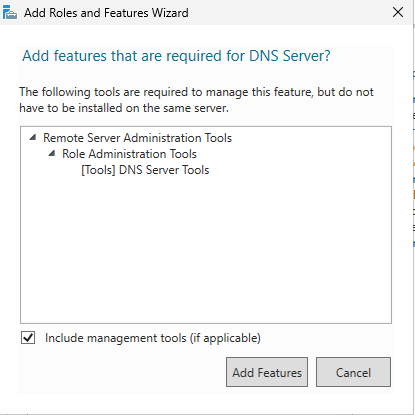 Add Roles and Features Wizard
Add features that are required for DNS Server?
The following tools are required to manage this feature, but do not
have to be installed on the same server.
Remote Server Administration Tools
Role Administration Tools
[Tools] DNS Server Tools
Include management tools (if applicable)
Add Features
Cancel